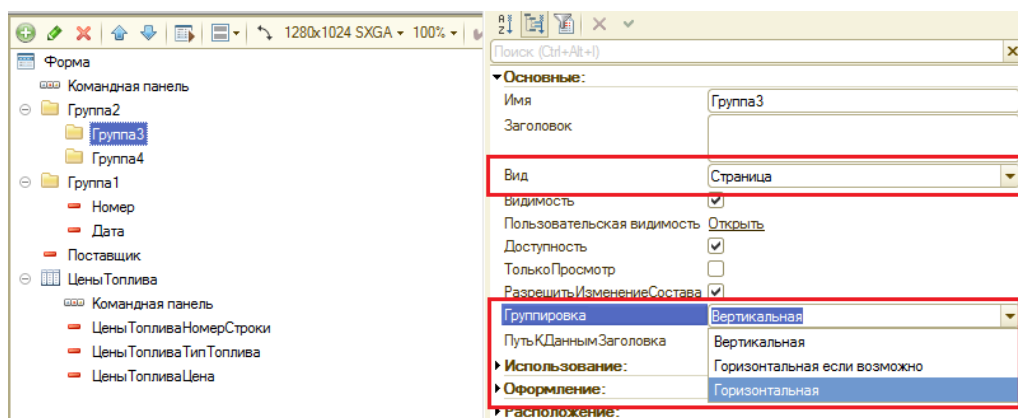 1280x1024 SXGA 100%
Форма
Командная панель
Группа2
Группа3
Группа4
Группа1
Номер
Дата
Поставщик
ЦеныТоплива
Командная панель
ЦеныТопливаНомерСтроки
ЦеныТопливаТипТоплива
ЦеныТопливаЦена
Поиск (Ctrl+Alt+I)
Основные:
Имя Группа3
Заголовок
Вид Страница
Видимость
Пользовательская видимость Открыть
Доступность
ТолькоПросмотр
РазрешитьИзменениеСостава
Группировка Вертикальная
ПутьКДаннымЗаголовка Вертикальная
Использование: Горизонтальная если возможно
Оформление: Горизонтальная
Расположение: